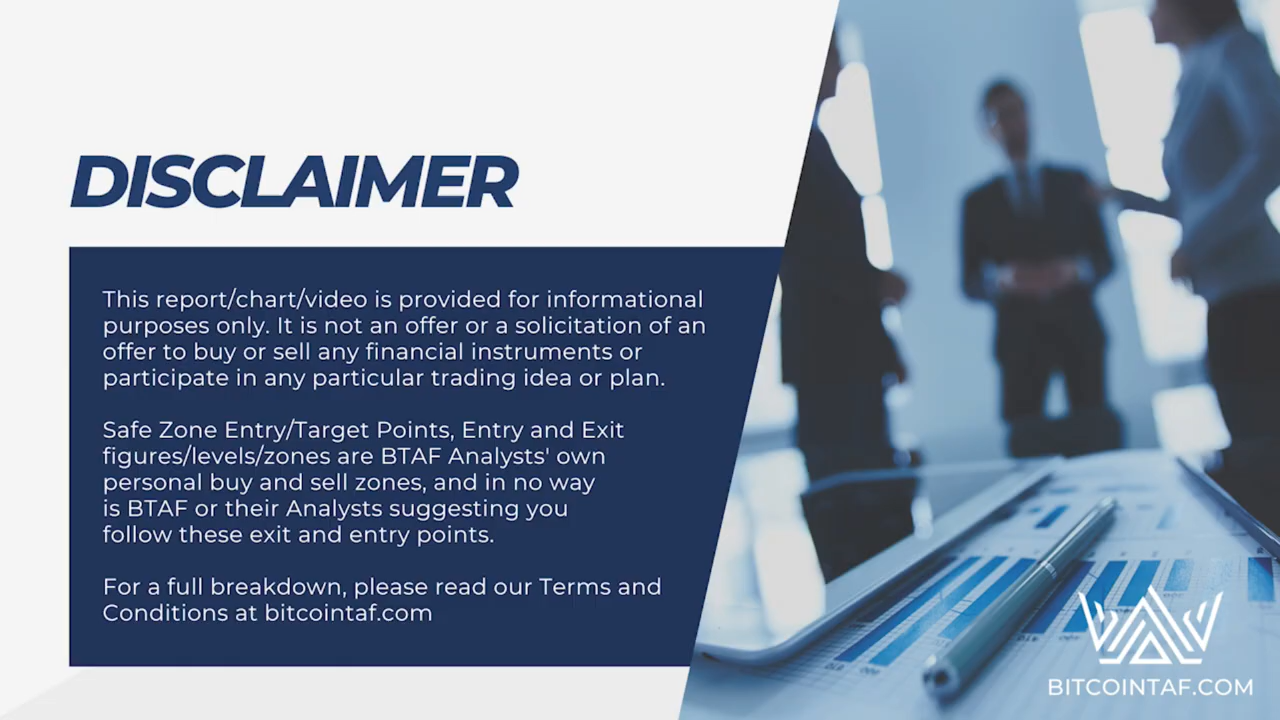 DISCLAIMER
This report/chart/video is provided for informational
purposes only. It is not an offer or a solicitation of an
offer to buy or sell any financial instruments or
participate in any particular trading idea or plan.
Safe Zone Entry/Target Points, Entry and Exit
figures/levels/zones are BTAF Analysts' own
personal buy and sell zones, and in no way
is BTAF or their Analysts suggesting you
follow these exit and entry points.
For a full breakdown, please read our Terms and
Conditions at bitcointaf.com
BITCOINTAF.COM